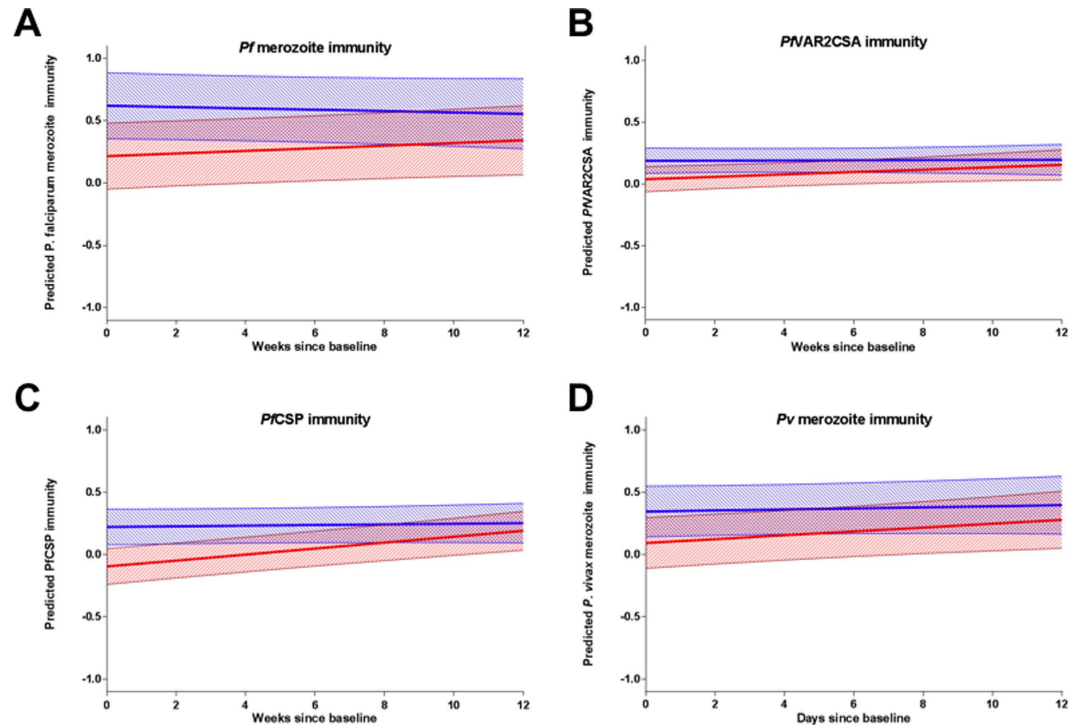 A
Pf merozoite immunity
Predicted P. falciparum merozoite immunity
1.0
0.5
0.0
-0.5
-1.0
0 2 4 6 8 10 12
Weeks since baseline
B
PfVAR2CSA immunity
Predicted PfVAR2CSA immunity
1.0
0.5
0.0
-0.5
-1.0
0 2 4 6 8 10 12
Weeks since baseline
C
PfCSP immunity
Predicted PfCSP immunity
1.0
0.5
0.0
-0.5
-1.0
0 2 4 6 8 10 12
Weeks since baseline
D
Pv merozoite immunity
Predicted P. vivax merozoite immunity
1.0
0.5
0.0
-0.5
-1.0
0 2 4 6 8 10 12
Days since baseline